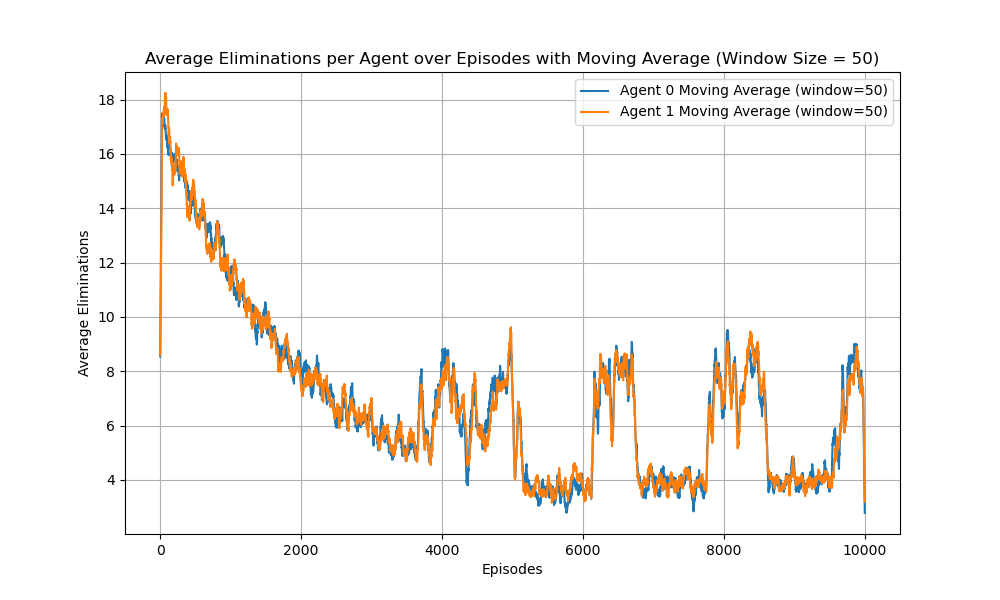 Average Eliminations per Agent over Episodes with Moving Average (Window Size = 50)
Agent 0 Moving Average (window=50)
Agent 1 Moving Average (window=50)
Average Eliminations
18
16
14
12
10
8
6
4
0 2000 4000 6000 8000 10000
Episodes